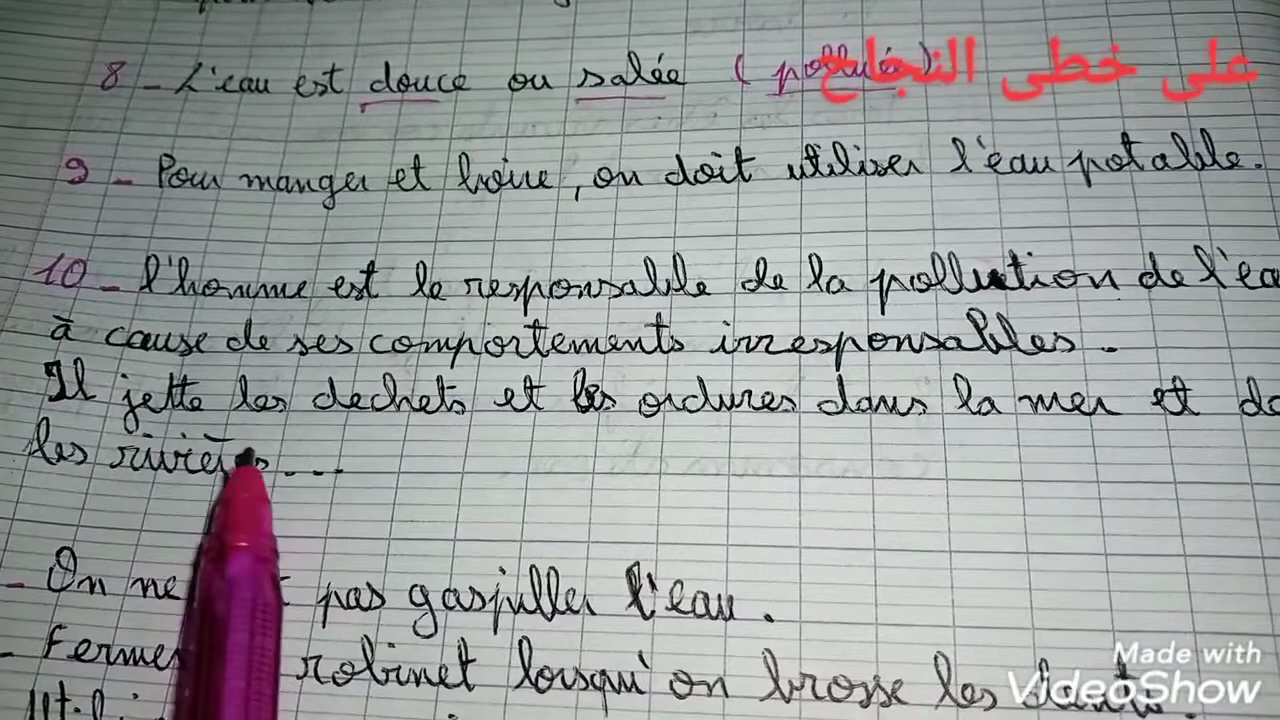 8 - L'eau est douce ou salée (
على خطى النجاح
9 - Pour manger et boire, on doit utiliser l'eau potable.
10 - l'homme est le responsable de la pollution de l'ea
à cause de ses comportements irresponsables.
Il jette les dechets et les ordures dans la mer et da
les rivières...
- On ne pas gaspiller l'eau.
- Fermer robinet lorsqu'on brosse les
Made with
VideoShow